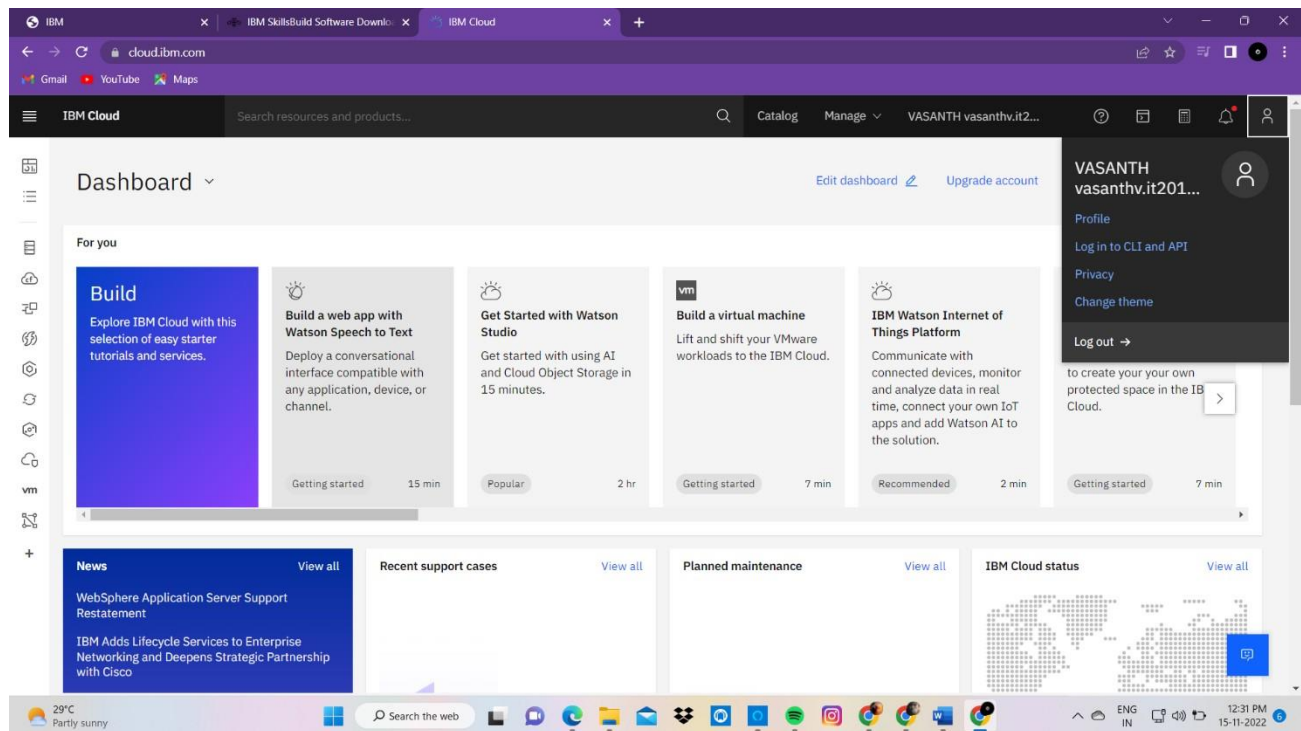 IBM
IBM SkillsBuild Software Downlo
IBM Cloud
cloud.ibm.com
Gmail
YouTube
Maps
IBM Cloud
Search resources and products...
Catalog
Manage
VASANTH vasanthv.it2...
Dashboard
Edit dashboard
Upgrade account
VASANTH
vasanthv.it201...
Profile
Log in to CLI and API
Privacy
Change theme
Log out →
For you
Build
Explore IBM Cloud with this
selection of easy starter
tutorials and services.
Build a web app with
Watson Speech to Text
Deploy a conversational
interface compatible with
any application, device, or
channel.
Getting started
15 min
Get Started with Watson
Studio
Get started with using AI
and Cloud Object Storage in
15 minutes.
Popular
2 hr
vm
Build a virtual machine
Lift and shift your VMware
workloads to the IBM Cloud.
Getting started
7 min
IBM Watson Internet of
Things Platform
Communicate with
connected devices, monitor
and analyze data in real
time, connect your own IoT
apps and add Watson AI to
the solution.
Recommended
2 min
to create your your own
protected space in the IB
Cloud.
Getting started
7 min
vm
News
View all
WebSphere Application Server Support
Restatement
IBM Adds Lifecycle Services to Enterprise
Networking and Deepens Strategic Partnership
with Cisco
Recent support cases
View all
Planned maintenance
View all
IBM Cloud status
View all
29°C
Partly sunny
Search the web
ENG
IN
12:31 PM
15-11-2022
6